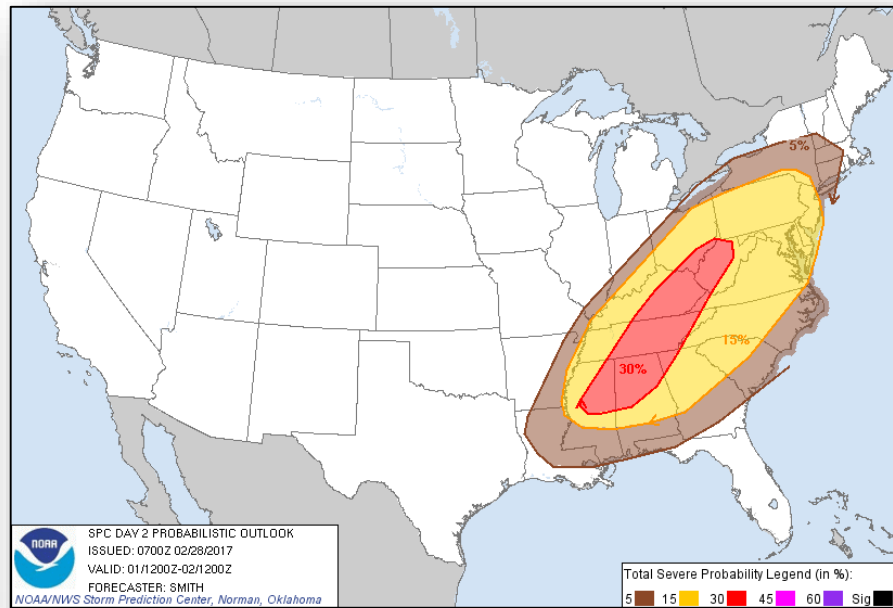 5%
15%
30%
SPC DAY 2 PROBABILISTIC OUTLOOK
ISSUED: 0700Z 02/28/2017
VALID: 01/1200Z-02/1200Z
FORECASTER: SMITH
NOAA
NOAA/NWS Storm Prediction Center, Norman, Oklahoma
Total Severe Probability Legend (in %):
5 15 30 45 60 Sig